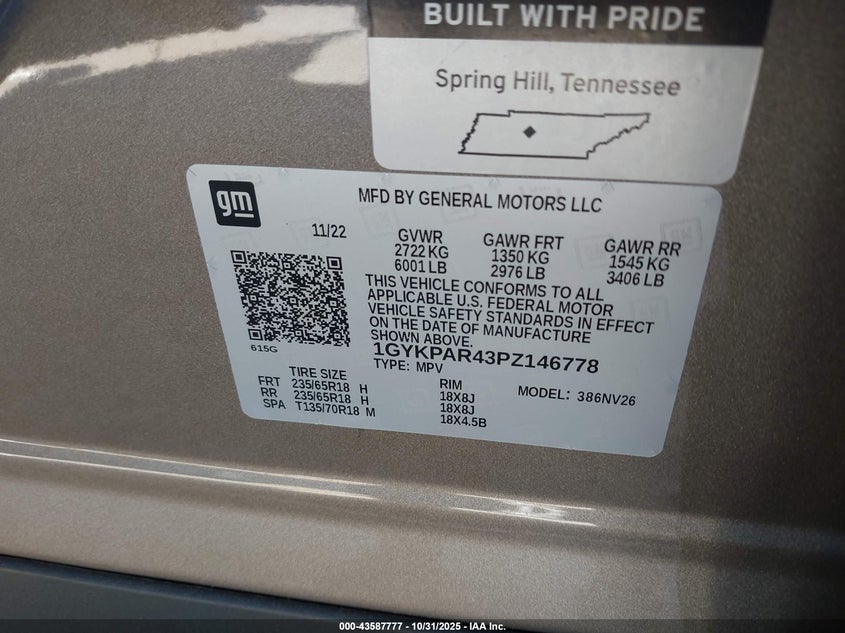 BUILT WITH PRIDE
Spring Hill, Tennessee
gm
MFD BY GENERAL MOTORS LLC
11/22
GVWR GAWR FRT GAWR RR
2722 KG 1350 KG 1545 KG
6001 LB 2976 LB 3406 LB
THIS VEHICLE CONFORMS TO ALL
APPLICABLE U.S. FEDERAL MOTOR
VEHICLE SAFETY STANDARDS IN EFFECT
ON THE DATE OF MANUFACTURE
SHOWN ABOVE.
615G
1GYKPAR43PZ146778
TYPE: MPV
TIRE SIZE RIM MODEL: 386NV26
FRT 235/65R18 H 18X8J
RR 235/65R18 H 18X8J
SPA T135/70R18 M 18X4.5B
000-43587777 - 10/31/2025 - IAA Inc.